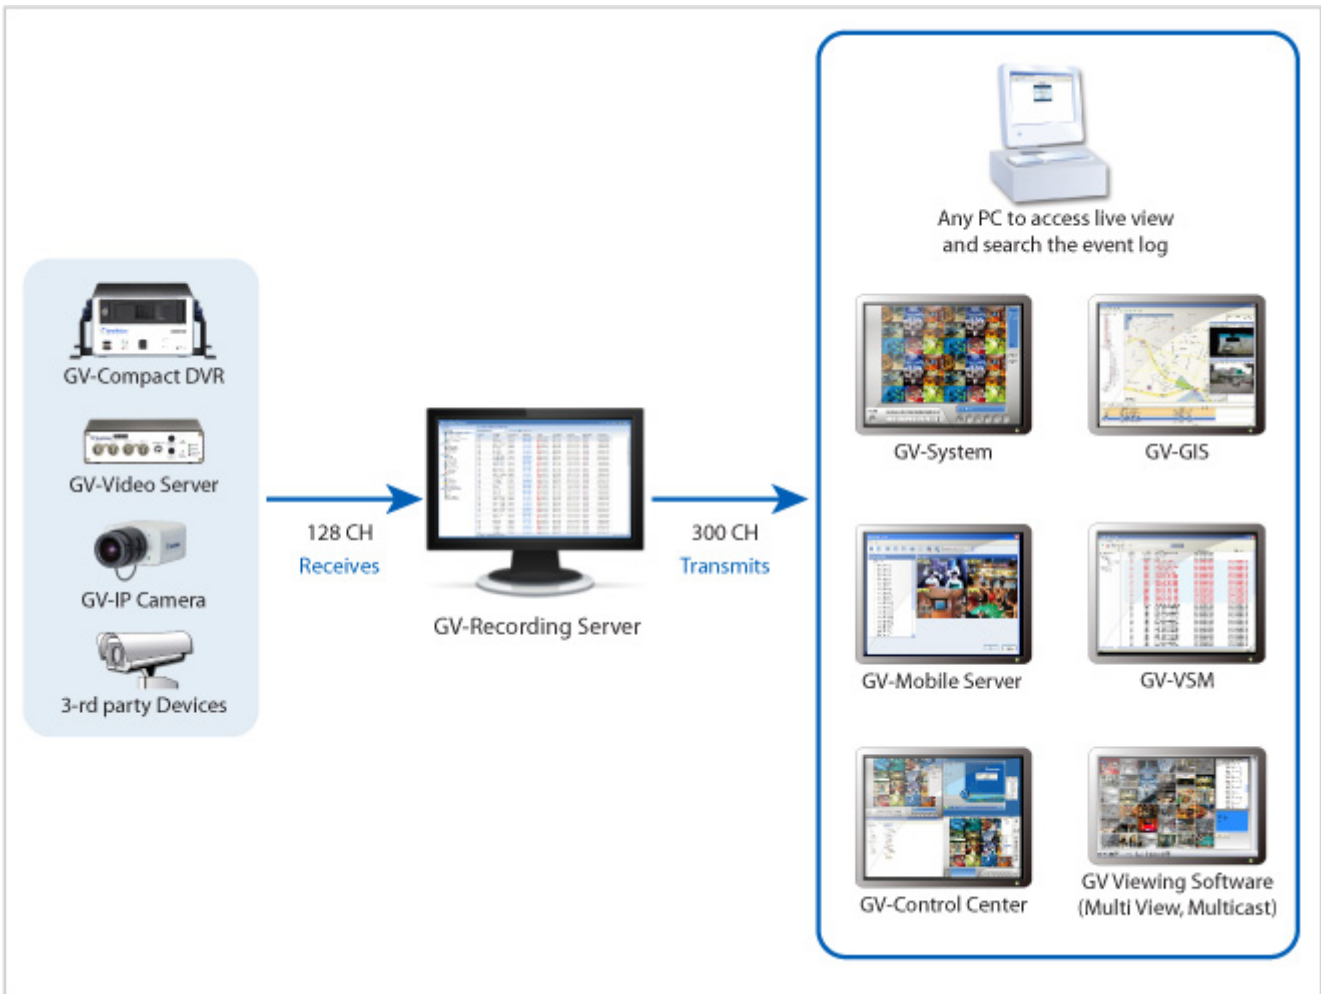 Any PC to access live view
and search the event log
GV-Compact DVR
GV-Video Server
GV-IP Camera
3-rd party Devices
128 CH
Receives
GV-Recording Server
300 CH
Transmits
GV-System
GV-GIS
GV-Mobile Server
GV-VSM
GV-Control Center
GV Viewing Software
(Multi View, Multicast)